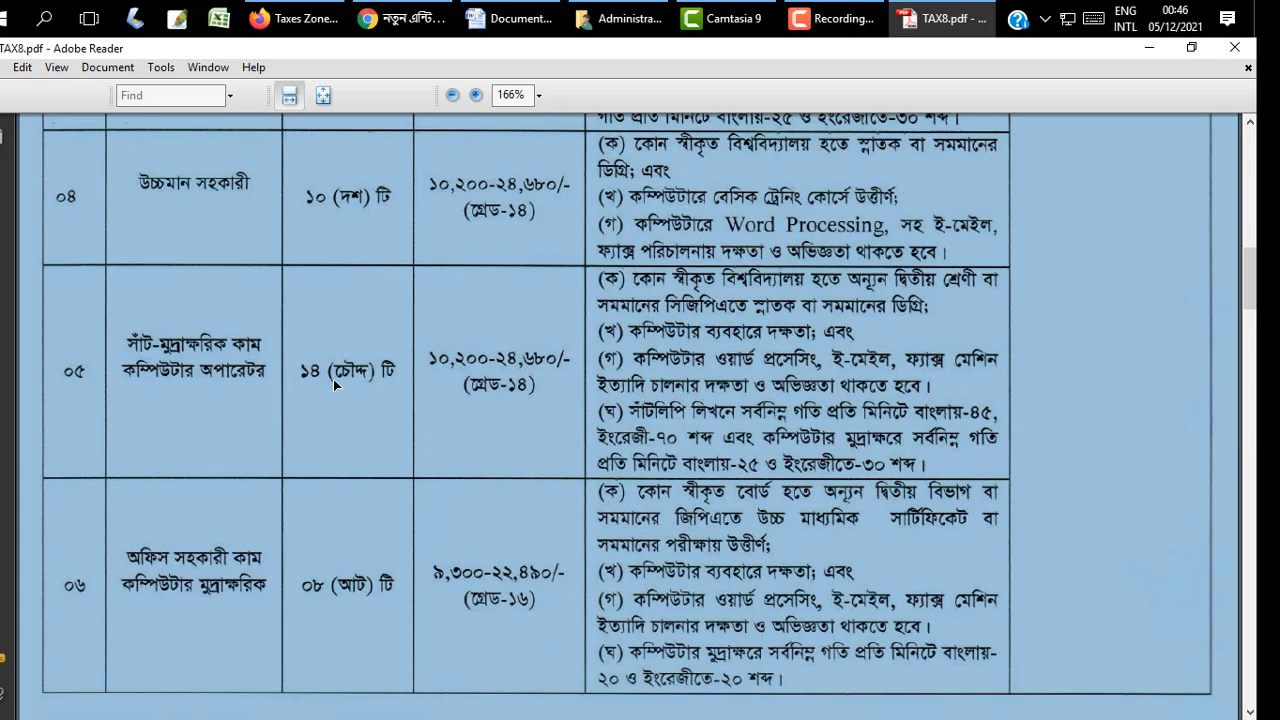 Taxes Zone...
নতুন এন্টি...
Document...
Administra...
Camtasia 9
Recording...
TAX8.pdf - ...
ENG
INTL
00:46
05/12/2021
TAX8.pdf - Adobe Reader
Edit View Document Tools Window Help
Find
166%
গতি প্রতি মিনিটে বাংলায়-২৫ ও ইংরেজীতে-৩০ শব্দ।
০৪
উচ্চমান সহকারী
১০ (দশ) টি
১০,২০০-২৪,৬৮০/-
(গ্রেড-১৪)
(ক) কোন স্বীকৃত বিশ্ববিদ্যালয় হতে স্নাতক বা সমমানের
ডিগ্রি; এবং
(খ) কম্পিউটারে বেসিক ট্রেনিং কোর্সে উত্তীর্ণ;
(গ) কম্পিউটারে Word Processing, সহ ই-মেইল,
ফ্যাক্স পরিচালনায় দক্ষতা ও অভিজ্ঞতা থাকতে হবে।
০৫
সাঁট-মুদ্রাক্ষরিক কাম
কম্পিউটার অপারেটর
১৪ (চৌদ্দ) টি
১০,২০০-২৪,৬৮০/-
(গ্রেড-১৪)
(ক) কোন স্বীকৃত বিশ্ববিদ্যালয় হতে অন্যূন দ্বিতীয় শ্রেণী বা
সমমানের সিজিপিএতে স্নাতক বা সমমানের ডিগ্রি;
(খ) কম্পিউটার ব্যবহারে দক্ষতা; এবং
(গ) কম্পিউটার ওয়ার্ড প্রসেসিং, ই-মেইল, ফ্যাক্স মেশিন
ইত্যাদি চালনার দক্ষতা ও অভিজ্ঞতা থাকতে হবে।
(ঘ) সাঁটলিপি লিখনে সর্বনিম্ন গতি প্রতি মিনিটে বাংলায়-৪৫,
ইংরেজী-৭০ শব্দ এবং কম্পিউটার মুদ্রাক্ষরে সর্বনিম্ন গতি
প্রতি মিনিটে বাংলায়-২৫ ও ইংরেজীতে-৩০ শব্দ।
০৬
অফিস সহকারী কাম
কম্পিউটার মুদ্রাক্ষরিক
০৮ (আট) টি
৯,৩০০-২২,৪৯০/-
(গ্রেড-১৬)
(ক) কোন স্বীকৃত বোর্ড হতে অন্যূন দ্বিতীয় বিভাগ বা
সমমানের জিপিএতে উচ্চ মাধ্যমিক সার্টিফিকেট বা
সমমানের পরীক্ষায় উত্তীর্ণ;
(খ) কম্পিউটার ব্যবহারে দক্ষতা; এবং
(গ) কম্পিউটার ওয়ার্ড প্রসেসিং, ই-মেইল, ফ্যাক্স মেশিন
ইত্যাদি চালনার দক্ষতা ও অভিজ্ঞতা থাকতে হবে।
(ঘ) কম্পিউটার মুদ্রাক্ষরে সর্বনিম্ন গতি প্রতি মিনিটে বাংলায়-
২০ ও ইংরেজীতে-২০ শব্দ।